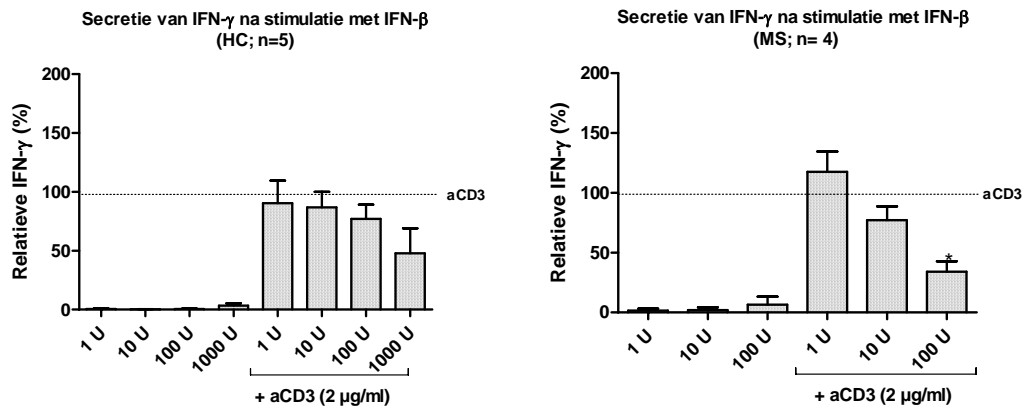 Secretie van IFN-γ na stimulatie met IFN-β
(HC; n=5)
Relatieve IFN-γ (%)
200
150
100
50
0
aCD3
1 U
10 U
100 U
1000 U
1 U
10 U
100 U
1000 U
+ aCD3 (2 µg/ml)
Secretie van IFN-γ na stimulatie met IFN-β
(MS; n= 4)
Relatieve IFN-γ (%)
200
150
100
50
0
aCD3
*
1 U
10 U
100 U
1 U
10 U
100 U
+ aCD3 (2 µg/ml)